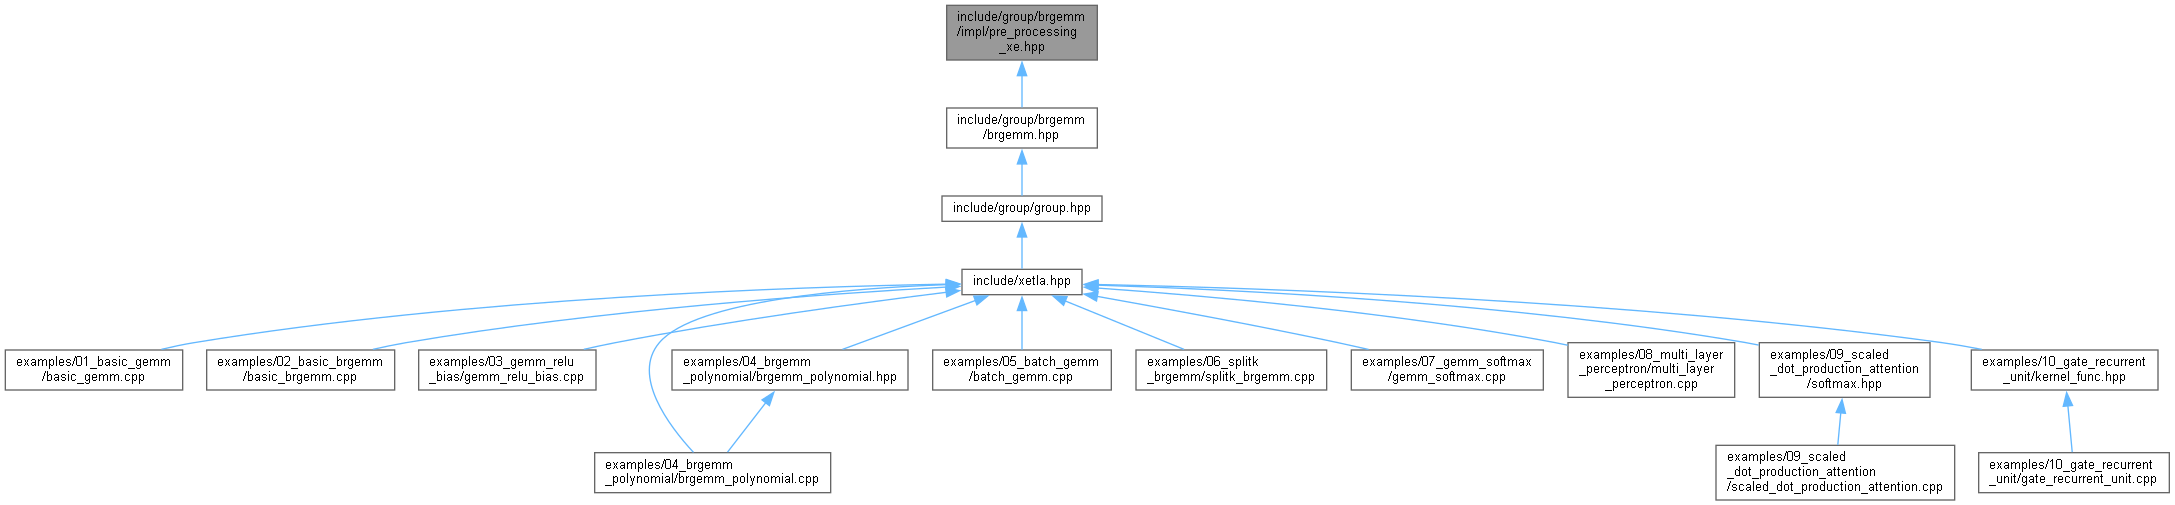 include/group/brgemm
/impl/pre_processing
_xe.hpp
include/group/brgemm
/brgemm.hpp
include/group/group.hpp
include/xetla.hpp
examples/01_basic_gemm
/basic_gemm.cpp
examples/02_basic_brgemm
/basic_brgemm.cpp
examples/03_gemm_relu
_bias/gemm_relu_bias.cpp
examples/04_brgemm
_polynomial/brgemm_polynomial.hpp
examples/05_batch_gemm
/batch_gemm.cpp
examples/06_splitk
_brgemm/splitk_brgemm.cpp
examples/07_gemm_softmax
/gemm_softmax.cpp
examples/08_multi_layer
_perceptron/multi_layer
_perceptron.cpp
examples/09_scaled
_dot_production_attention
/softmax.hpp
examples/10_gate_recurrent
_unit/kernel_func.hpp
examples/04_brgemm
_polynomial/brgemm_polynomial.cpp
examples/09_scaled
_dot_production_attention
/scaled_dot_production_attention.cpp
examples/10_gate_recurrent
_unit/gate_recurrent_unit.cpp